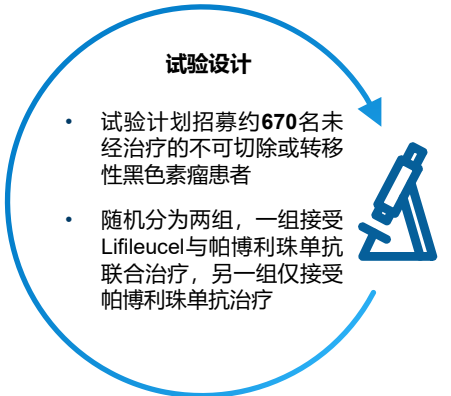 试验设计
• 试验计划招募约670名未
经治疗的不可切除或转移
性黑色素瘤患者
• 随机分为两组，一组接受
Lifileucel与帕博利珠单抗
联合治疗，另一组仅接受
帕博利珠单抗治疗